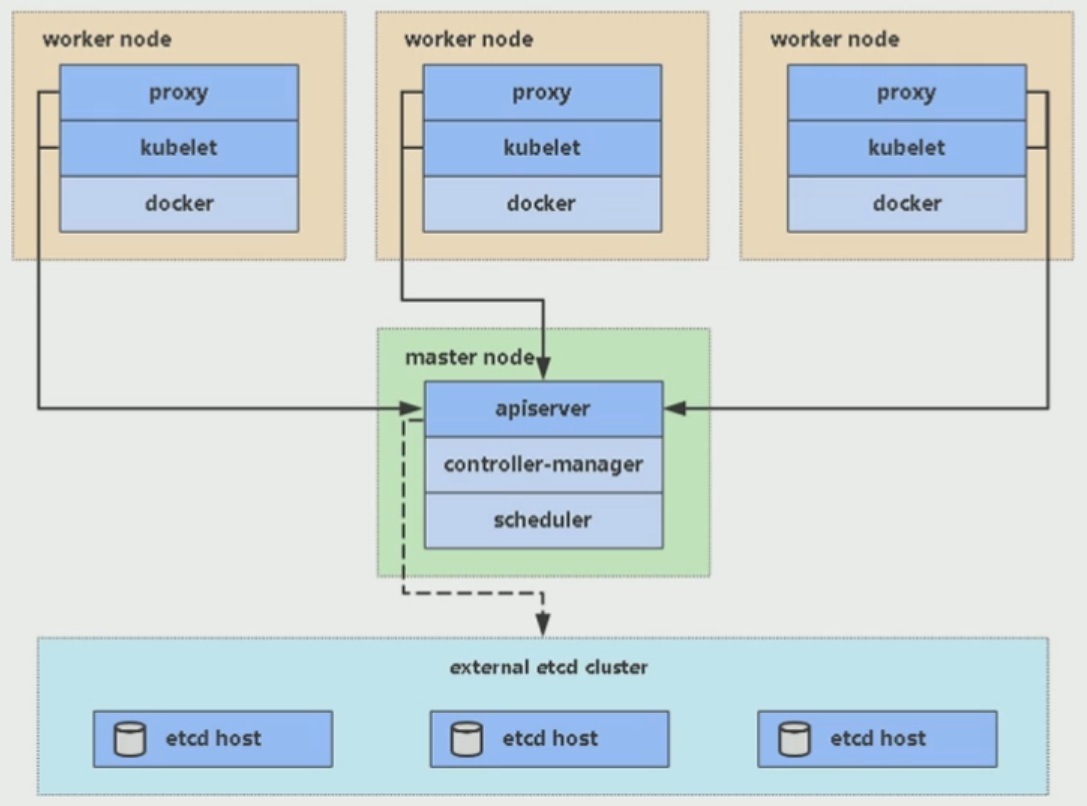 worker node
proxy
kubelet
docker
worker node
proxy
kubelet
docker
worker node
proxy
kubelet
docker
master node
apiserver
controller-manager
scheduler
external etcd cluster
etcd host
etcd host
etcd host